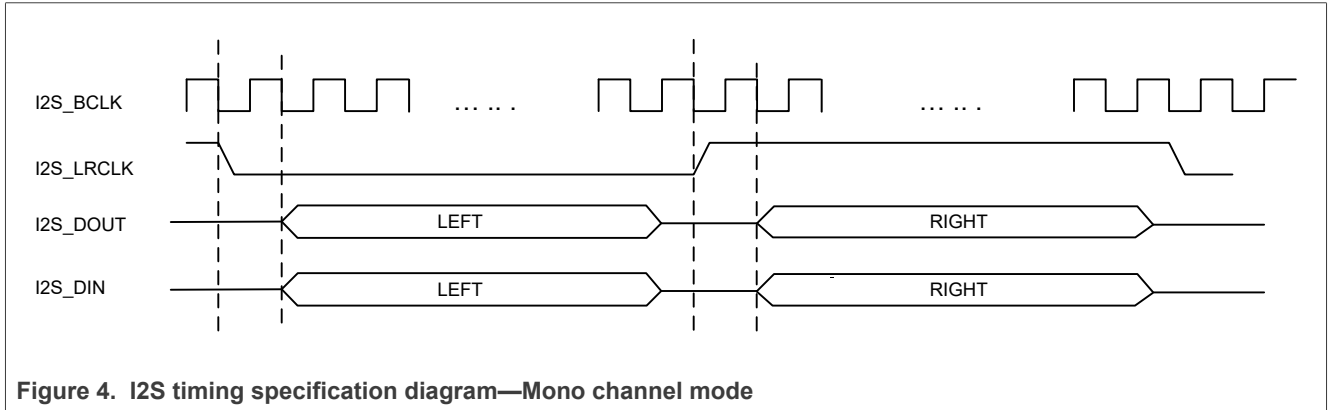 I2S_BCLK
... .. .
... .. .
I2S_LRCLK
I2S_DOUT
LEFT
RIGHT
I2S_DIN
LEFT
RIGHT
Figure 4. I2S timing specification diagram—Mono channel mode